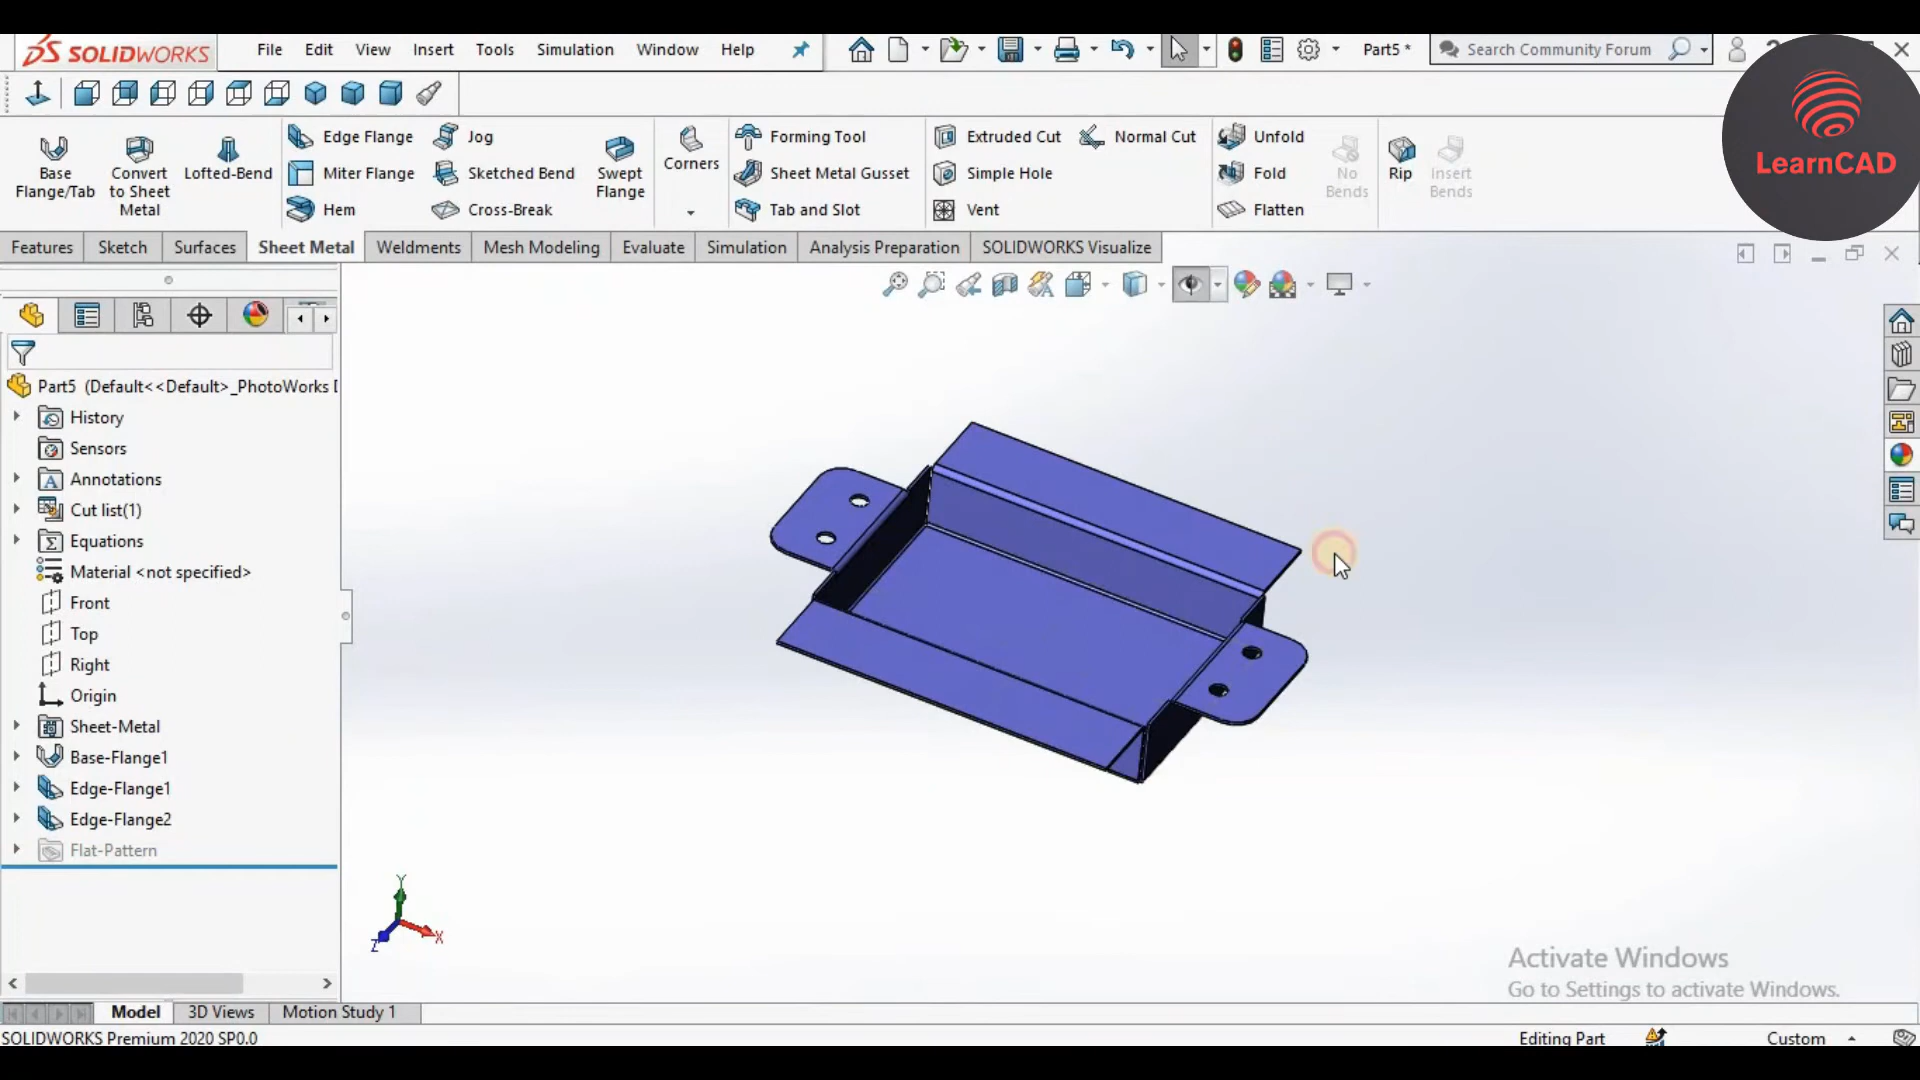 SOLIDWORKS File Edit View Insert Tools Simulation Window Help Part5 * Search Community Forum
LearnCAD
Base Flange/Tab
Convert to Sheet Metal
Lofted-Bend
Edge Flange
Miter Flange
Hem
Jog
Sketched Bend
Cross-Break
Swept Flange
Corners
Forming Tool
Sheet Metal Gusset
Tab and Slot
Extruded Cut
Simple Hole
Vent
Normal Cut
Unfold
Fold
Flatten
No Bends
Rip
Insert Bends
Features Sketch Surfaces Sheet Metal Weldments Mesh Modeling Evaluate Simulation Analysis Preparation SOLIDWORKS Visualize
Part5 (Default<<Default>_PhotoWorks D
History
Sensors
Annotations
Cut list(1)
Equations
Material <not specified>
Front
Top
Right
Origin
Sheet-Metal
Base-Flange1
Edge-Flange1
Edge-Flange2
Flat-Pattern
Y
X
Z
Activate Windows
Go to Settings to activate Windows.
Model 3D Views Motion Study 1
SOLIDWORKS Premium 2020 SP0.0 Editing Part Custom